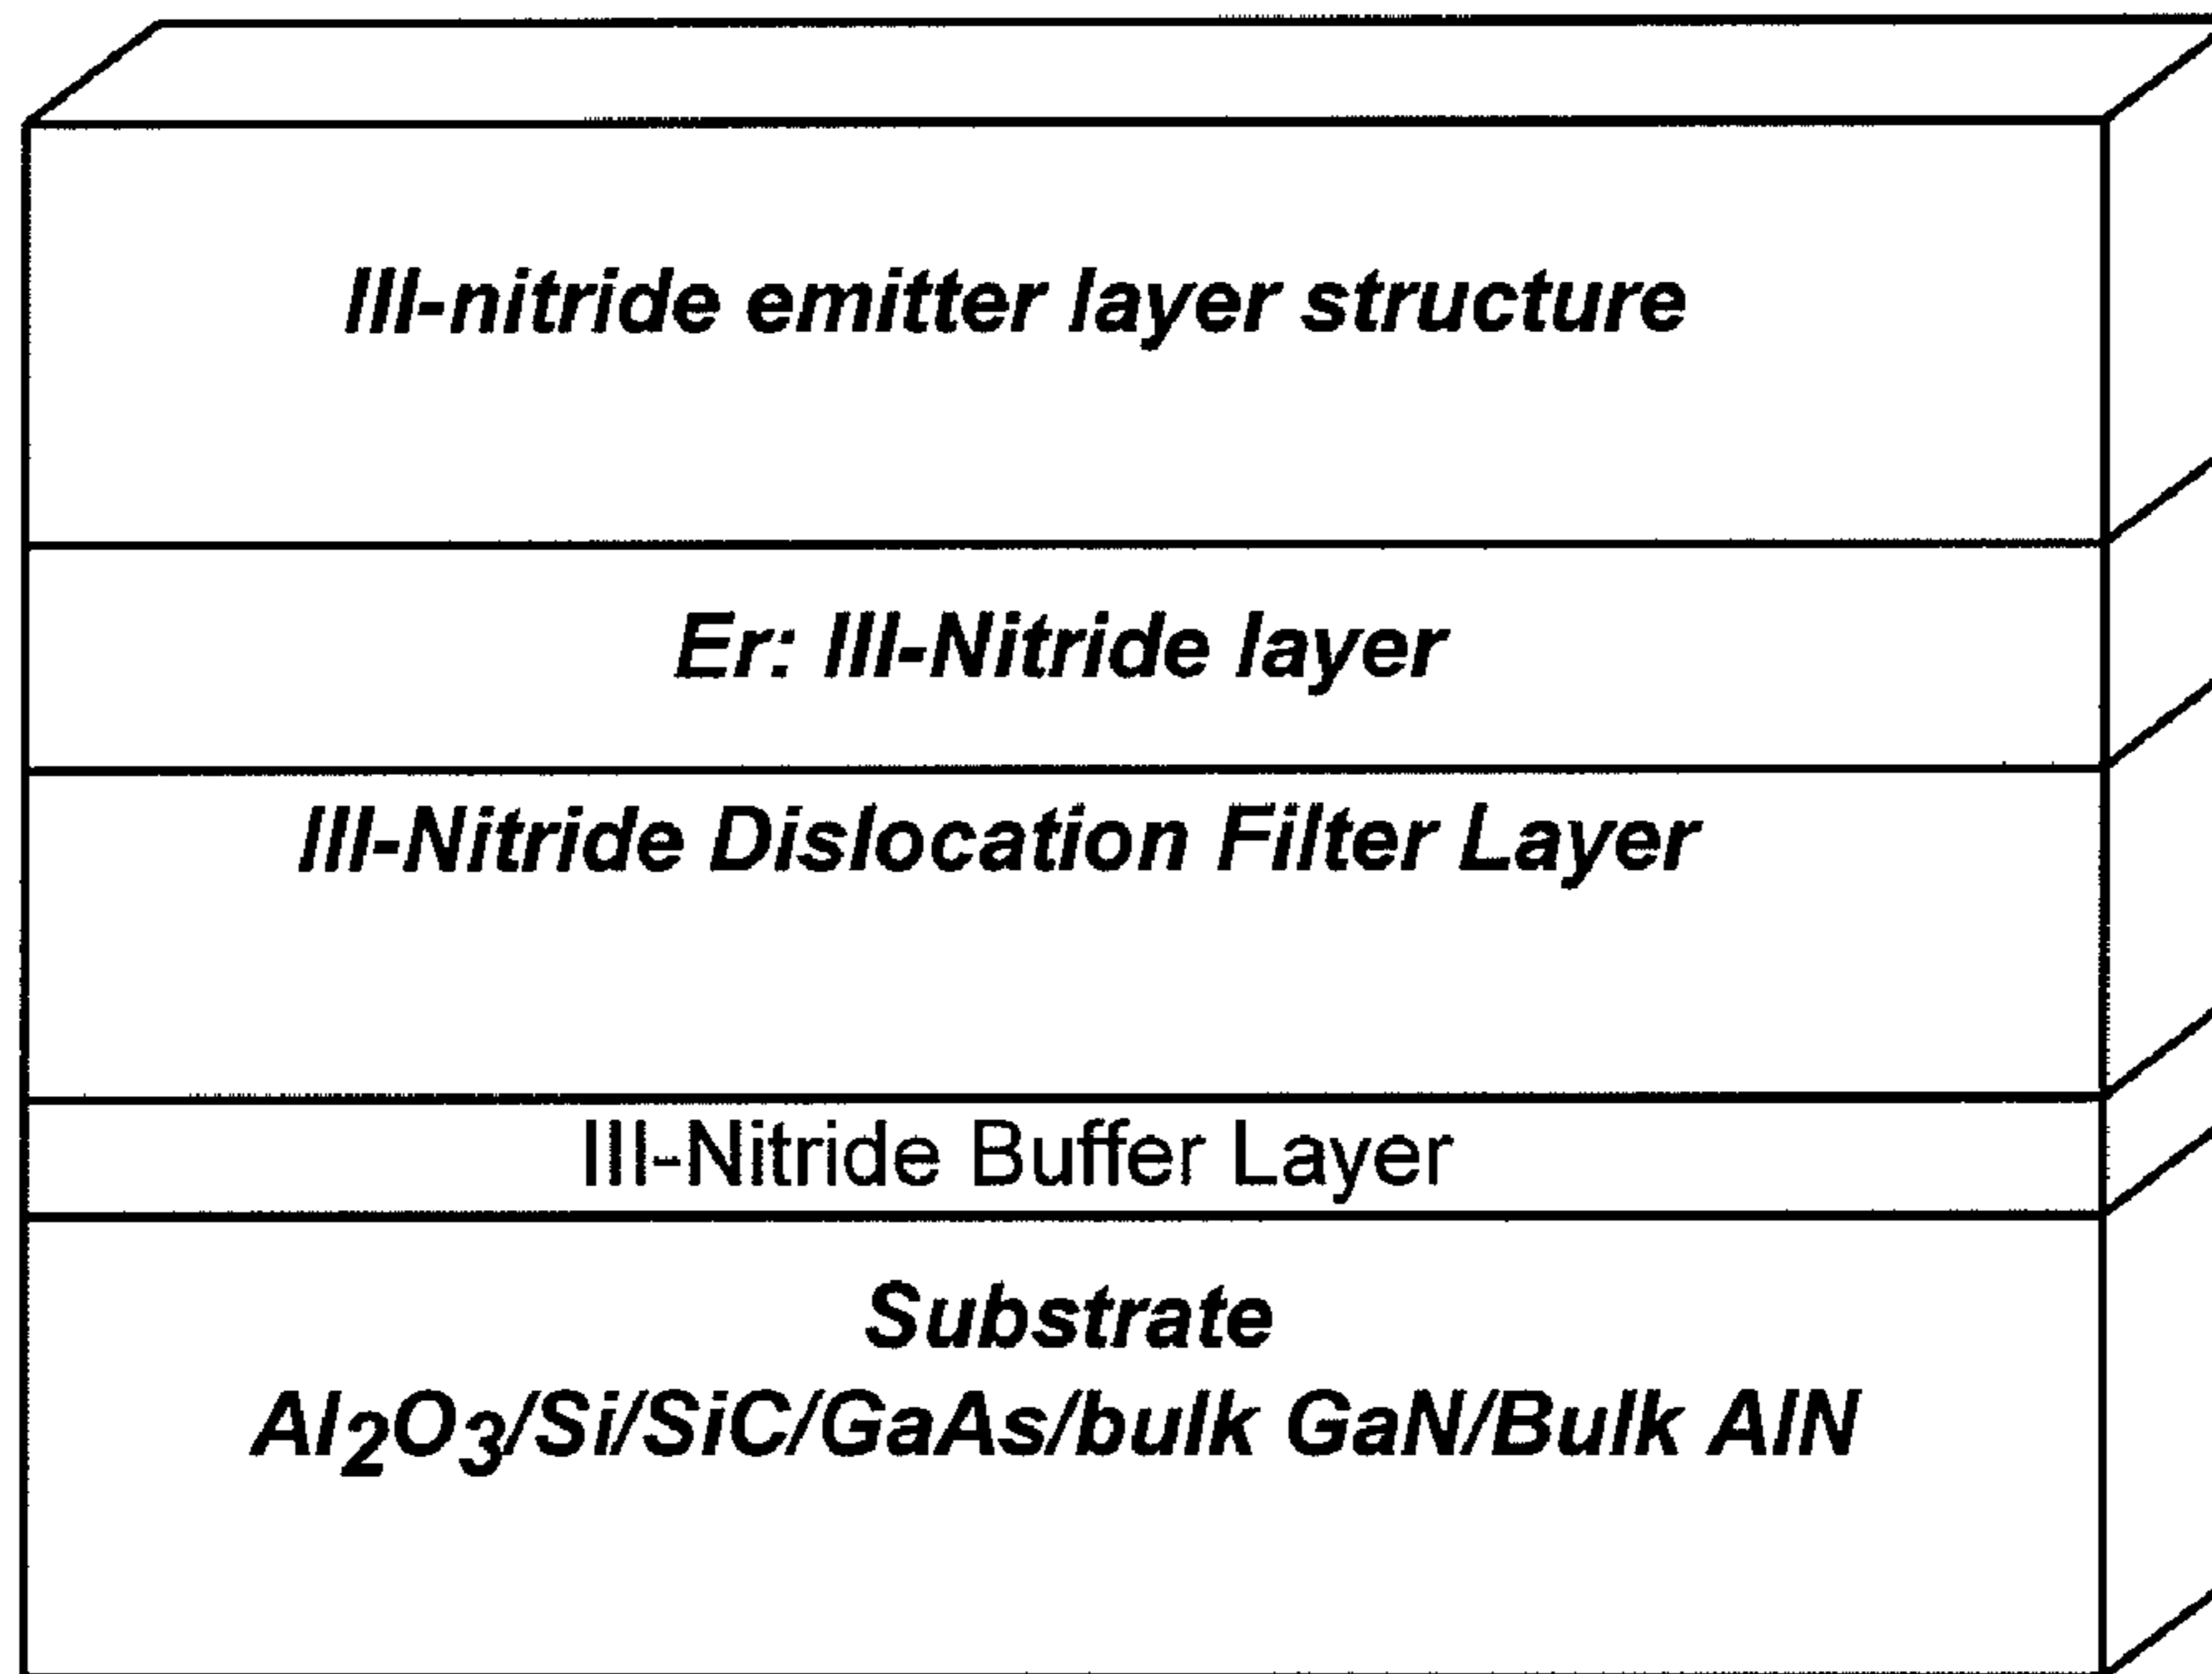 III-nitride emitter layer structure
Er: III-Nitride layer
III-Nitride Dislocation Filter Layer
III-Nitride Buffer Layer
Substrate
Al₂O₃/Si/SiC/GaAs/bulk GaN/Bulk AlN